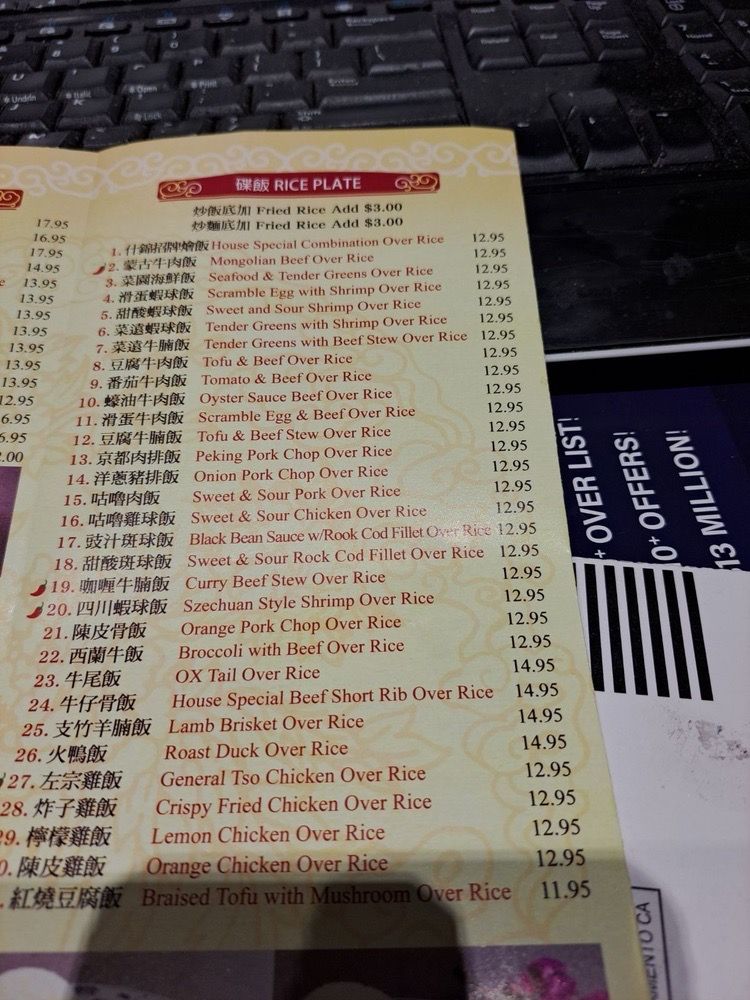 17.95
16.95
17.95
14.95
13.95
13.95
13.95
13.95
13.95
12.95
6.95
6.95
2.00
碟飯 RICE PLATE
炒飯底加 Fried Rice Add $3.00
炒麵底加 Fried Rice Add $3.00
1. 什錦招牌燴飯 House Special Combination Over Rice 12.95
2. 蒙古牛肉飯 Mongolian Beef Over Rice 12.95
3. 菜園海鮮飯 Seafood & Tender Greens Over Rice 12.95
4. 滑蛋蝦球飯 Scramble Egg with Shrimp Over Rice 12.95
5. 甜酸蝦球飯 Sweet and Sour Shrimp Over Rice 12.95
6. 菜遠蝦球飯 Tender Greens with Shrimp Over Rice 12.95
7. 菜遠牛腩飯 Tender Greens with Beef Stew Over Rice 12.95
8. 豆腐牛肉飯 Tofu & Beef Over Rice 12.95
9. 番茄牛肉飯 Tomato & Beef Over Rice 12.95
10. 蠔油牛肉飯 Oyster Sauce Beef Over Rice 12.95
11. 滑蛋牛肉飯 Scramble Egg & Beef Over Rice 12.95
12. 豆腐牛腩飯 Tofu & Beef Stew Over Rice 12.95
13. 京都肉排飯 Peking Pork Chop Over Rice 12.95
14. 洋蔥豬排飯 Onion Pork Chop Over Rice 12.95
15. 咕嚕肉飯 Sweet & Sour Pork Over Rice 12.95
16. 咕嚕雞球飯 Sweet & Sour Chicken Over Rice 12.95
17. 豉汁斑球飯 Black Bean Sauce w/Rook Cod Fillet Over Rice 12.95
18. 甜酸斑球飯 Sweet & Sour Rock Cod Fillet Over Rice 12.95
19. 咖喱牛腩飯 Curry Beef Stew Over Rice 12.95
20. 四川蝦球飯 Szechuan Style Shrimp Over Rice 12.95
21. 陳皮骨飯 Orange Pork Chop Over Rice 12.95
22. 西蘭牛飯 Broccoli with Beef Over Rice 12.95
23. 牛尾飯 OX Tail Over Rice 14.95
24. 牛仔骨飯 House Special Beef Short Rib Over Rice 14.95
25. 支竹羊腩飯 Lamb Brisket Over Rice 14.95
26. 火鴨飯 Roast Duck Over Rice 14.95
27. 左宗雞飯 General Tso Chicken Over Rice 12.95
28. 炸子雞飯 Crispy Fried Chicken Over Rice 12.95
29. 檸檬雞飯 Lemon Chicken Over Rice 12.95
0. 陳皮雞飯 Orange Chicken Over Rice 12.95
. 紅燒豆腐飯 Braised Tofu with Mushroom Over Rice 11.95
+ OVER LIST!
0+ OFFERS!
13 MILLION!
MENTO CA